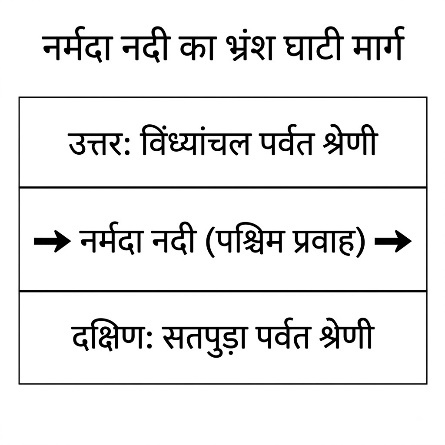 नर्मदा नदी का भ्रंश घाटी मार्ग
उत्तर: विंध्यांचल पर्वत श्रेणी
→ नर्मदा नदी (पश्चिम प्रवाह) →
दक्षिण: सतपुड़ा पर्वत श्रेणी